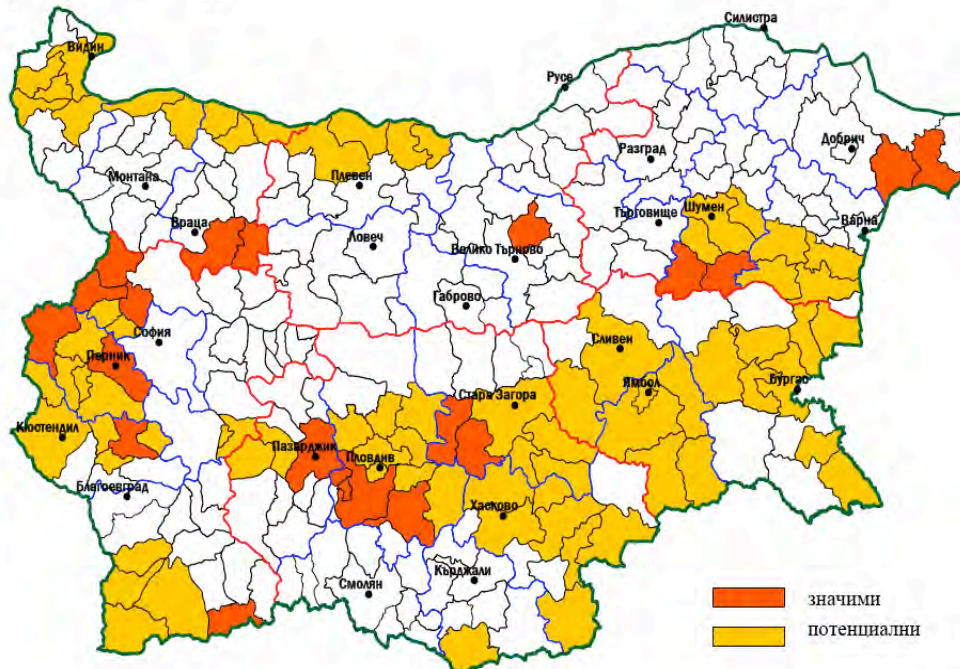 Силистра
Видин
Русе
Добрич
Разград
Монтана
Плевен
Шумен
Търговище
Варна
Враца
Ловеч
Велико Търново
Габрово
София
Сливен
Перник
Ямбол
Бургас
Стара Загора
Кюстендил
Пазарджик
Пловдив
Благоевград
Хасково
Кърджали
Смолян
значими
потенциални